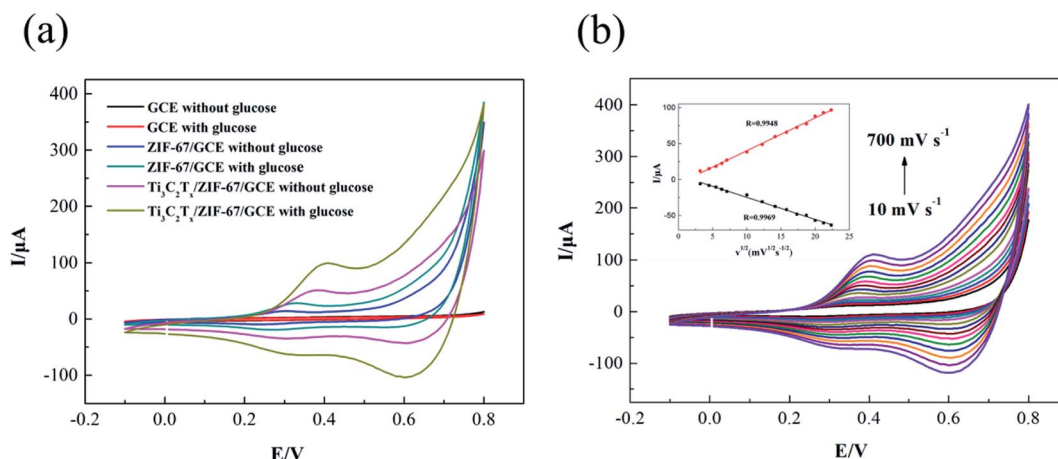 (a)
(b)
400
300
200
100
0
-100
I/μA
-0.2
0.0
0.2
0.4
0.6
0.8
E/V
GCE without glucose
GCE with glucose
ZIF-67/GCE without glucose
ZIF-67/GCE with glucose
Ti₃C₂Tₓ/ZIF-67/GCE without glucose
Ti₃C₂Tₓ/ZIF-67/GCE with glucose
400
300
200
100
0
-100
I/μA
-0.2
0.0
0.2
0.4
0.6
0.8
E/V
100
50
0
-50
I/μA
0
5
10
15
20
25
v¹/²(mV¹/²s⁻¹/²)
R=0.9948
R=0.9969
700 mV s⁻¹
10 mV s⁻¹